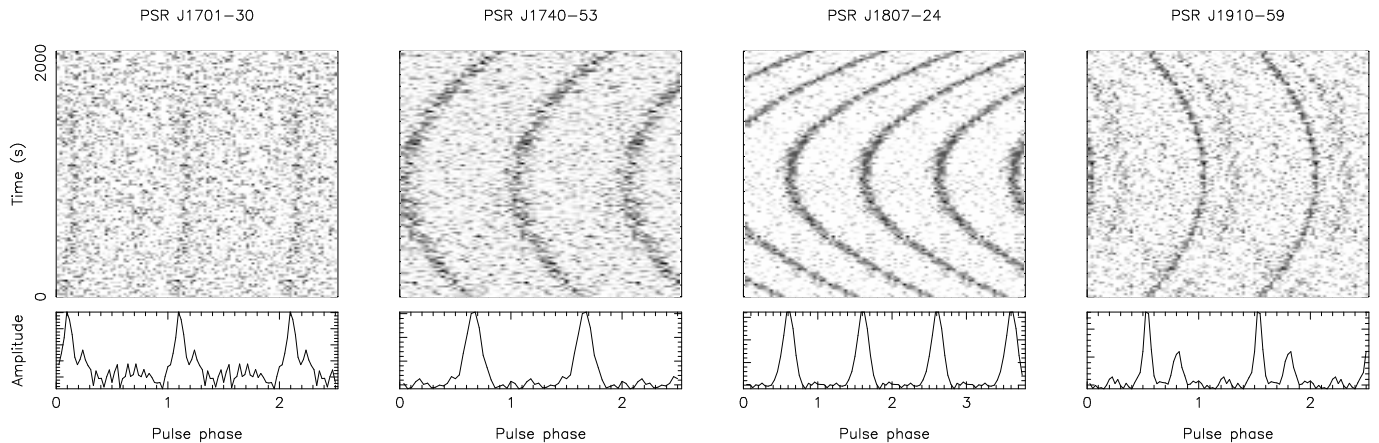 PSR J1701−30
PSR J1740−53
PSR J1807−24
PSR J1910−59
Time (s)
2000
0
Amplitude
0 1 2
0 1 2
0 1 2 3
0 1 2
Pulse phase
Pulse phase
Pulse phase
Pulse phase